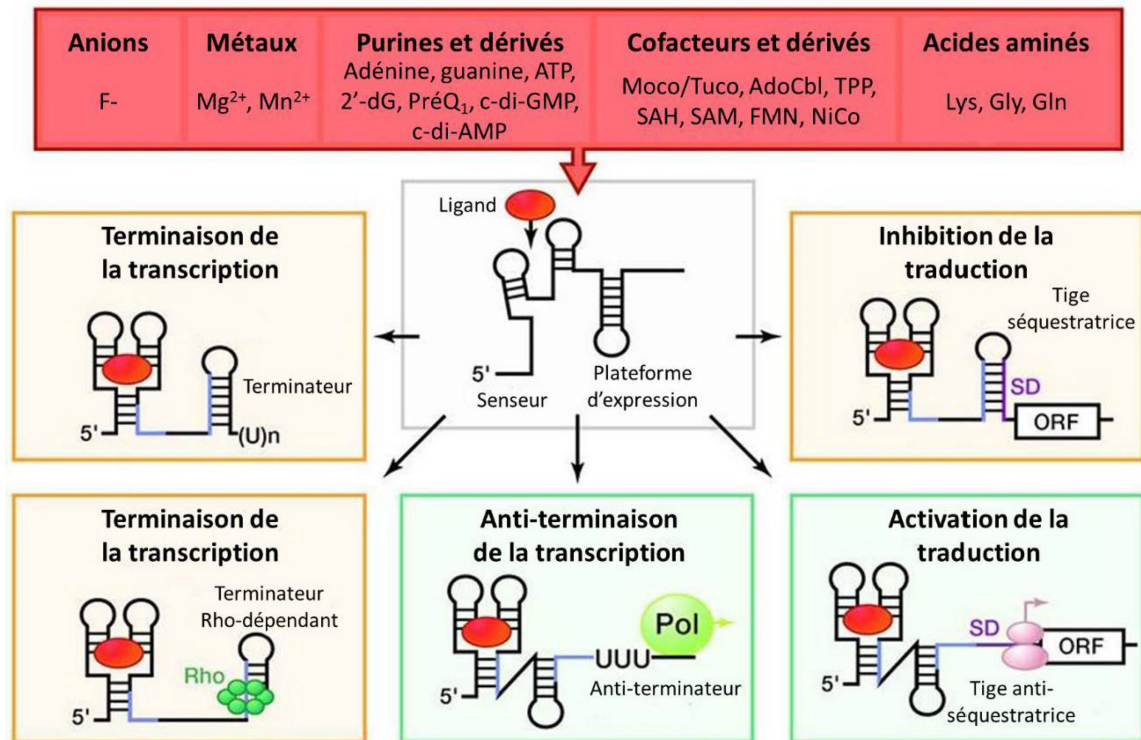 Anions
F-
Métaux
Mg²⁺, Mn²⁺
Purines et dérivés
Adénine, guanine, ATP,
2’-dG, PréQ₁, c-di-GMP,
c-di-AMP
Cofacteurs et dérivés
Moco/Tuco, AdoCbl, TPP,
SAH, SAM, FMN, NiCo
Acides aminés
Lys, Gly, Gln
Ligand
5'
Senseur
Plateforme
d’expression
Terminaison de
la transcription
Terminateur
5'
(U)n
Inhibition de la
traduction
Tige
séquestratrice
SD
5'
ORF
Terminaison de
la transcription
Terminateur
Rho-dépendant
Rho
5'
Anti-terminaison
de la transcription
Pol
UUU
Anti-terminateur
5'
Activation de la
traduction
SD
ORF
Tige anti-
séquestratrice
5'